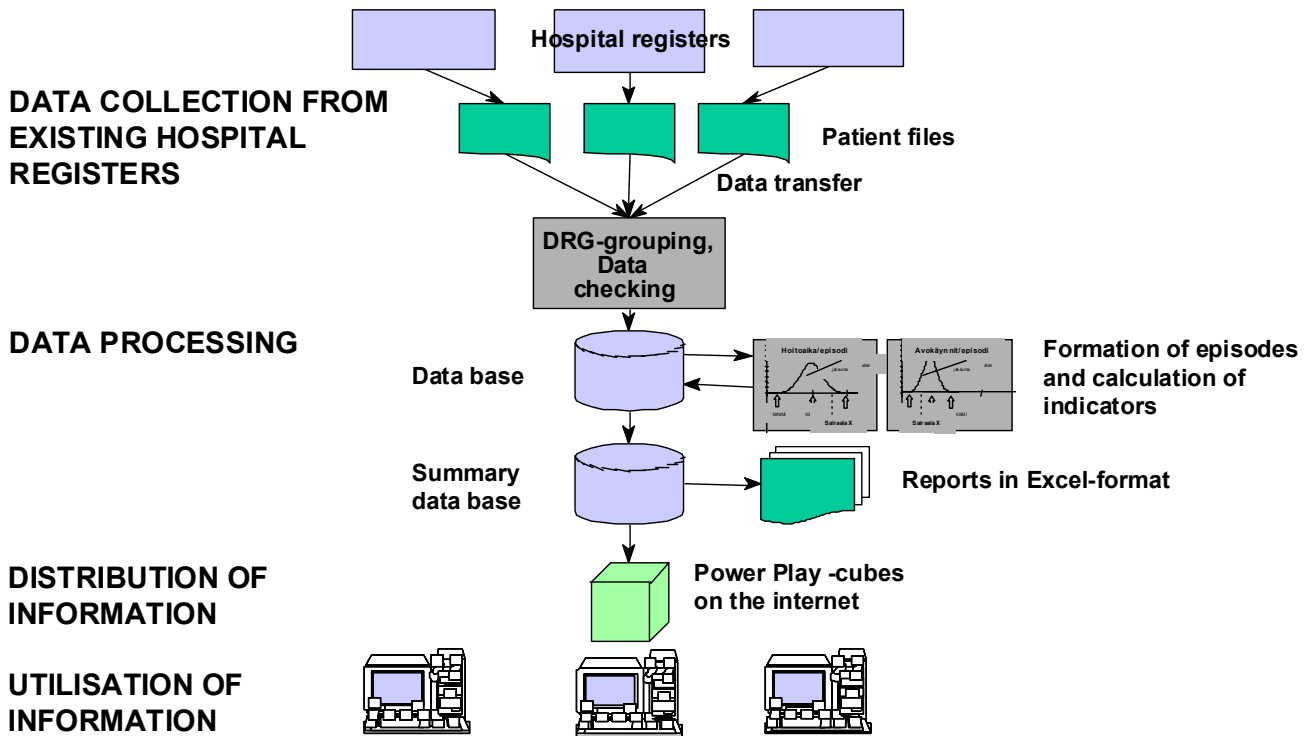 Hospital registers
DATA COLLECTION FROM
EXISTING HOSPITAL
REGISTERS
Patient files
Data transfer
DRG-grouping,
Data
checking
DATA PROCESSING
Data base
Hoitoaika/episodi
MINIMI
Sairaala X
Avokäynnit/episodi
Sairaala X
Formation of episodes
and calculation of
indicators
Summary
data base
Reports in Excel-format
DISTRIBUTION OF
INFORMATION
Power Play -cubes
on the internet
UTILISATION OF
INFORMATION